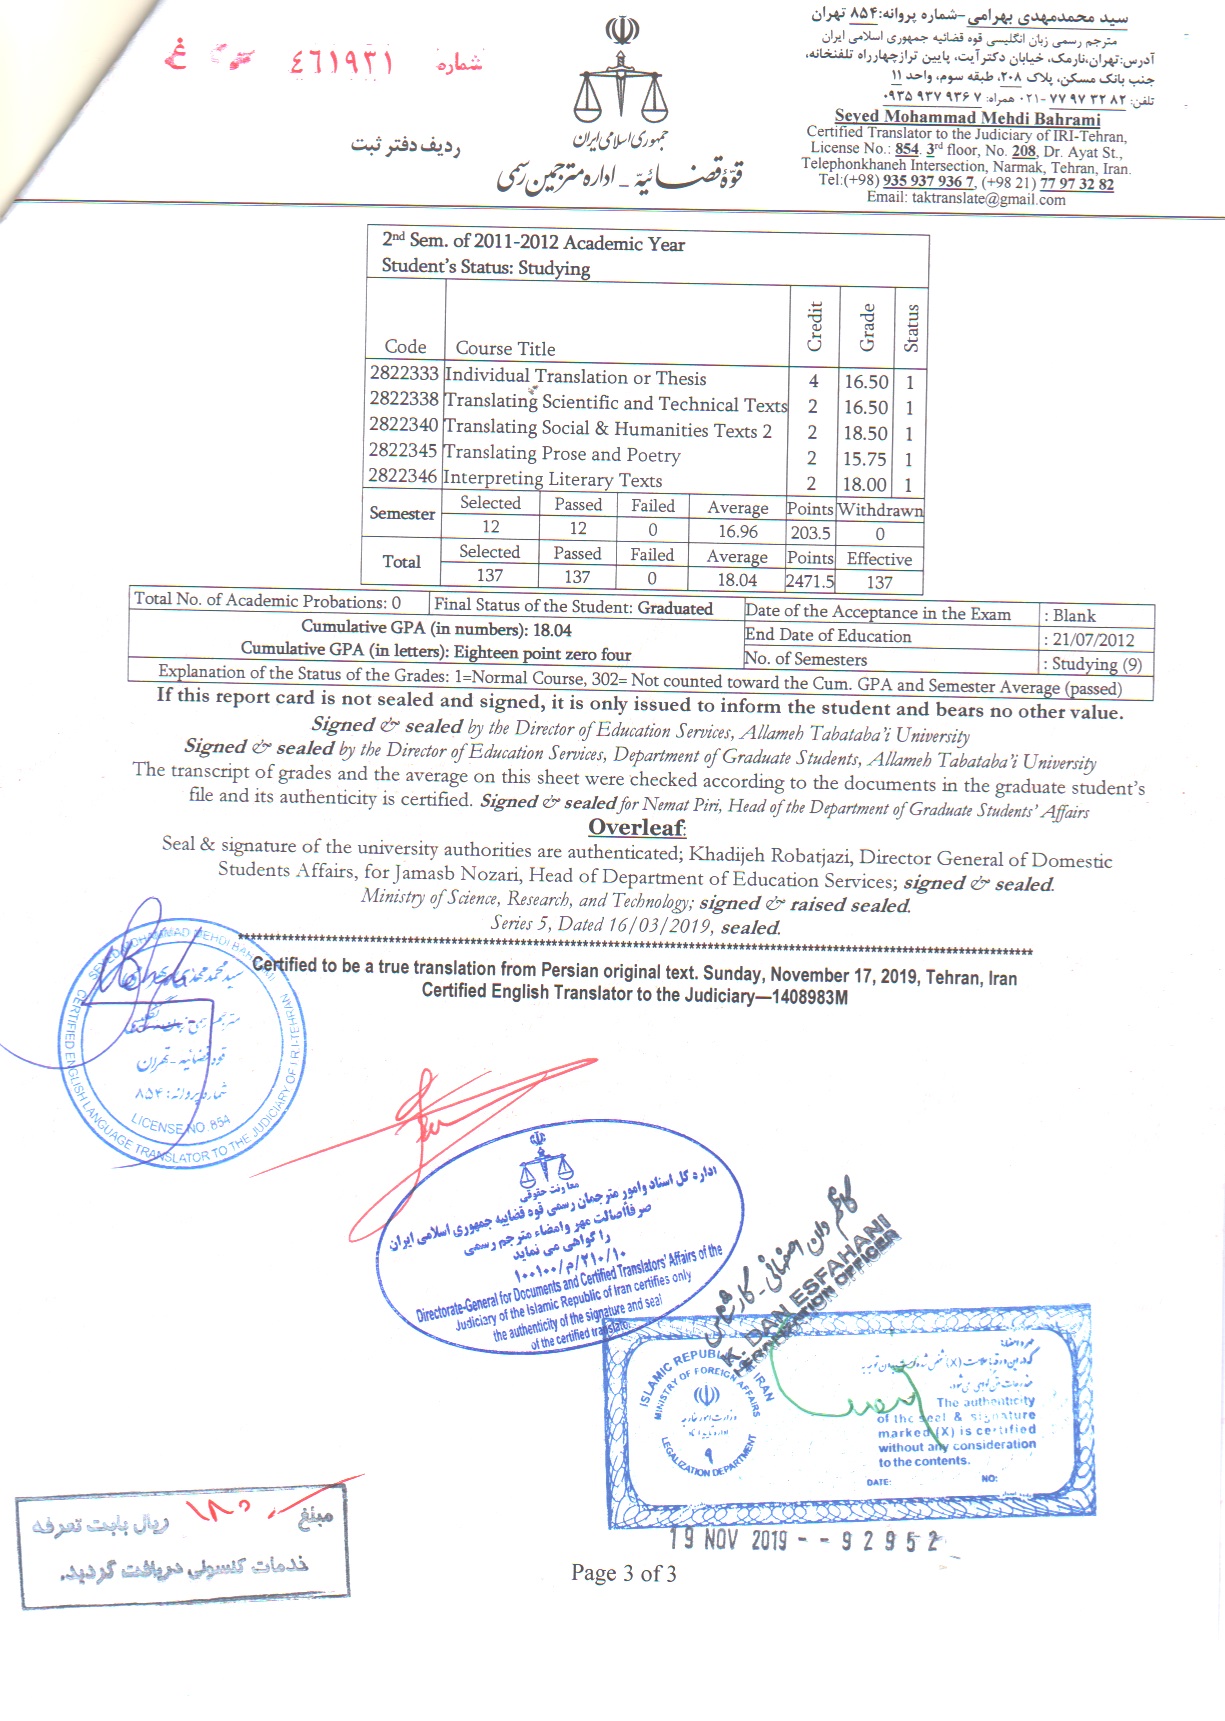 سید محمدمهدی بهرامی–شماره پروانه: ۸۵۴ تهران
مترجم رسمی زبان انگلیسی قوه قضائیه جمهوری اسلامی ایران
آدرس:تهران،نارمک، خیابان دکترآیت، پایین ترازچهارراه تلفنخانه،
جنب بانک مسکن، پلاک ۲۰۸، طبقه سوم، واحد ۱۱
تلفن: ۸۲ ۳۲ ۹۷ ۷۷ -۰۲۱ همراه: ۷ ۹۳۶ ۹۳۷ ۰۹۳۵
Seyed Mohammad Mehdi Bahrami
Certified Translator to the Judiciary of IRI-Tehran,
License No.: 854. 3rd floor, No. 208, Dr. Ayat St.,
Telephonkhaneh Intersection, Narmak, Tehran, Iran.
Tel:(+98) 935 937 936 7, (+98 21) 77 97 32 82
Email: taktranslate@gmail.com
شماره ٤٦١٩٣١ غ
ردیف دفتر ثبت
جمهوری اسلامی ایران
قوّه قضائیّه – اداره مترجمین رسمی
2nd Sem. of 2011-2012 Academic Year
Student's Status: Studying
Code Course Title Credit Grade Status
2822333 Individual Translation or Thesis 4 16.50 1
2822338 Translating Scientific and Technical Texts 2 16.50 1
2822340 Translating Social & Humanities Texts 2 2 18.50 1
2822345 Translating Prose and Poetry 2 15.75 1
2822346 Interpreting Literary Texts 2 18.00 1
Semester Selected Passed Failed Average Points Withdrawn
12 12 0 16.96 203.5 0
Total Selected Passed Failed Average Points Effective
137 137 0 18.04 2471.5 137
Total No. of Academic Probations: 0 Final Status of the Student: Graduated Date of the Acceptance in the Exam : Blank
Cumulative GPA (in numbers): 18.04 End Date of Education : 21/07/2012
Cumulative GPA (in letters): Eighteen point zero four No. of Semesters : Studying (9)
Explanation of the Status of the Grades: 1=Normal Course, 302= Not counted toward the Cum. GPA and Semester Average (passed)
If this report card is not sealed and signed, it is only issued to inform the student and bears no other value.
Signed & sealed by the Director of Education Services, Allameh Tabataba'i University
Signed & sealed by the Director of Education Services, Department of Graduate Students, Allameh Tabataba'i University
The transcript of grades and the average on this sheet were checked according to the documents in the graduate student's
file and its authenticity is certified. Signed & sealed for Nemat Piri, Head of the Department of Graduate Students' Affairs
Overleaf:
Seal & signature of the university authorities are authenticated; Khadijeh Robatjazi, Director General of Domestic
Students Affairs, for Jamasb Nozari, Head of Department of Education Services; signed & sealed.
Ministry of Science, Research, and Technology; signed & raised sealed.
Series 5, Dated 16/03/2019, sealed.
Certified to be a true translation from Persian original text. Sunday, November 17, 2019, Tehran, Iran
Certified English Translator to the Judiciary—1408983M
SEYED MOHAMMAD MEHDI BAHRAMI
CERTIFIED ENGLISH LANGUAGE TRANSLATOR TO THE JUDICIARY OF I.R.I-TEHRAN
سید محمدمهدی بهرامی
مترجم رسمی زبان انگلیسی
قوه قضائیه - تهران
شماره پروانه: ۸۵۴
LICENSE NO. 854
معاونت حقوقی
اداره کل اسناد وامور مترجمان رسمی قوه قضاییه جمهوری اسلامی ایران
صرفاًاصالت مهر وامضاء مترجم رسمی
را گواهی می نماید
۱۰۰۱۰۰/م/۲۱۰/۱۰
Directorate-General for Documents and Certified Translators' Affairs of the
Judiciary of the Islamic Republic of Iran certifies only
the authenticity of the signature and seal
of the certified translator
K. DANESFAHANI
LEGALIZATION OFFICER
ISLAMIC REPUBLIC OF IRAN
MINISTRY OF FOREIGN AFFAIRS
وزارت امور خارجه
۹
LEGALIZATION DEPARTMENT
The authenticity
of the seal & signature
marked (X) is certified
without any consideration
to the contents.
DATE: NO:
19 NOV 2019 -- 92952
مبلغ ۱۸۰۰۰ ریال بابت تعرفه
خدمات کنسولی دریافت گردید.
Page 3 of 3